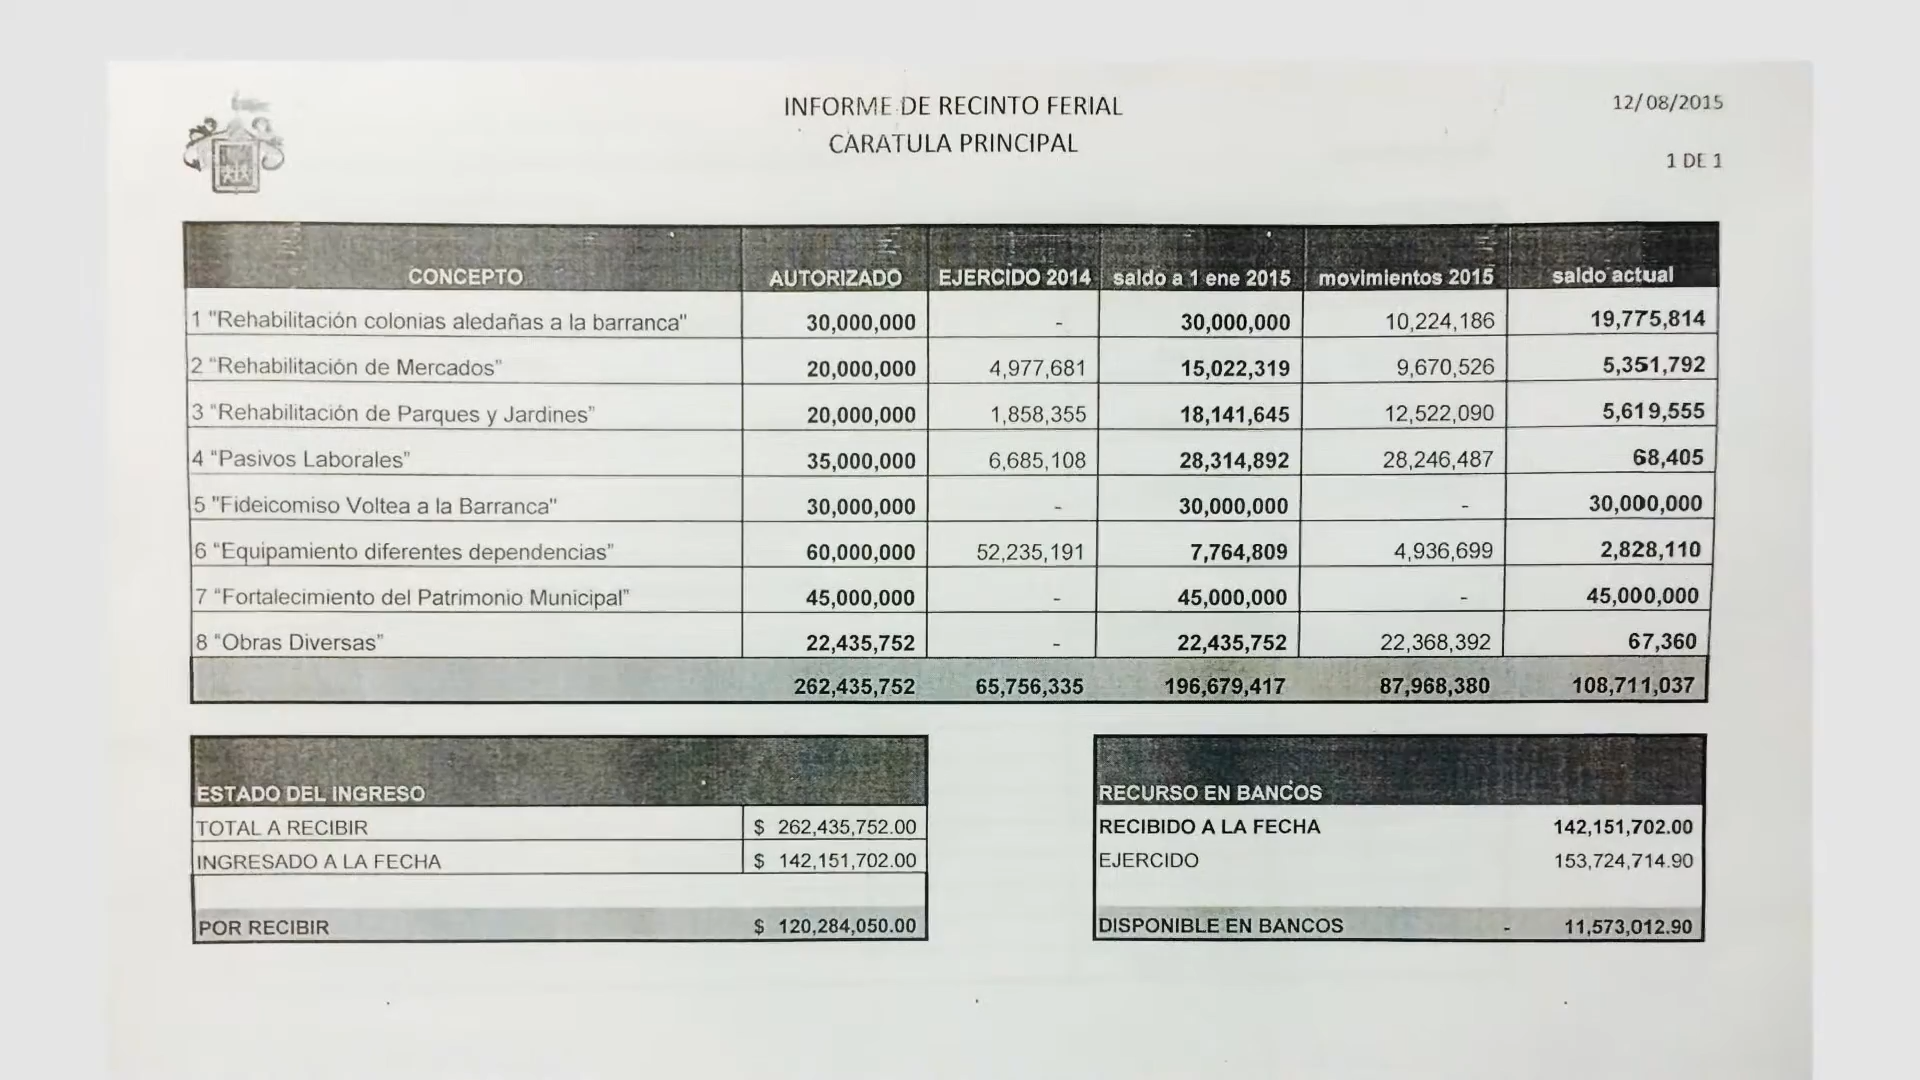 INFORME DE RECINTO FERIAL
CARATULA PRINCIPAL
12/08/2015
1 DE 1
CONCEPTO AUTORIZADO EJERCIDO 2014 saldo a 1 ene 2015 movimientos 2015 saldo actual
1 "Rehabilitación colonias aledañas a la barranca" 30,000,000 - 30,000,000 10,224,186 19,775,814
2 "Rehabilitación de Mercados" 20,000,000 4,977,681 15,022,319 9,670,526 5,351,792
3 "Rehabilitación de Parques y Jardines" 20,000,000 1,858,355 18,141,645 12,522,090 5,619,555
4 "Pasivos Laborales" 35,000,000 6,685,108 28,314,892 28,246,487 68,405
5 "Fideicomiso Voltea a la Barranca" 30,000,000 - 30,000,000 - 30,000,000
6 "Equipamiento diferentes dependencias" 60,000,000 52,235,191 7,764,809 4,936,699 2,828,110
7 "Fortalecimiento del Patrimonio Municipal" 45,000,000 - 45,000,000 - 45,000,000
8 "Obras Diversas" 22,435,752 - 22,435,752 22,368,392 67,360
262,435,752 65,756,335 196,679,417 87,968,380 108,711,037
ESTADO DEL INGRESO
TOTAL A RECIBIR $ 262,435,752.00
INGRESADO A LA FECHA $ 142,151,702.00
POR RECIBIR $ 120,284,050.00
RECURSO EN BANCOS
RECIBIDO A LA FECHA 142,151,702.00
EJERCIDO 153,724,714.90
DISPONIBLE EN BANCOS - 11,573,012.90